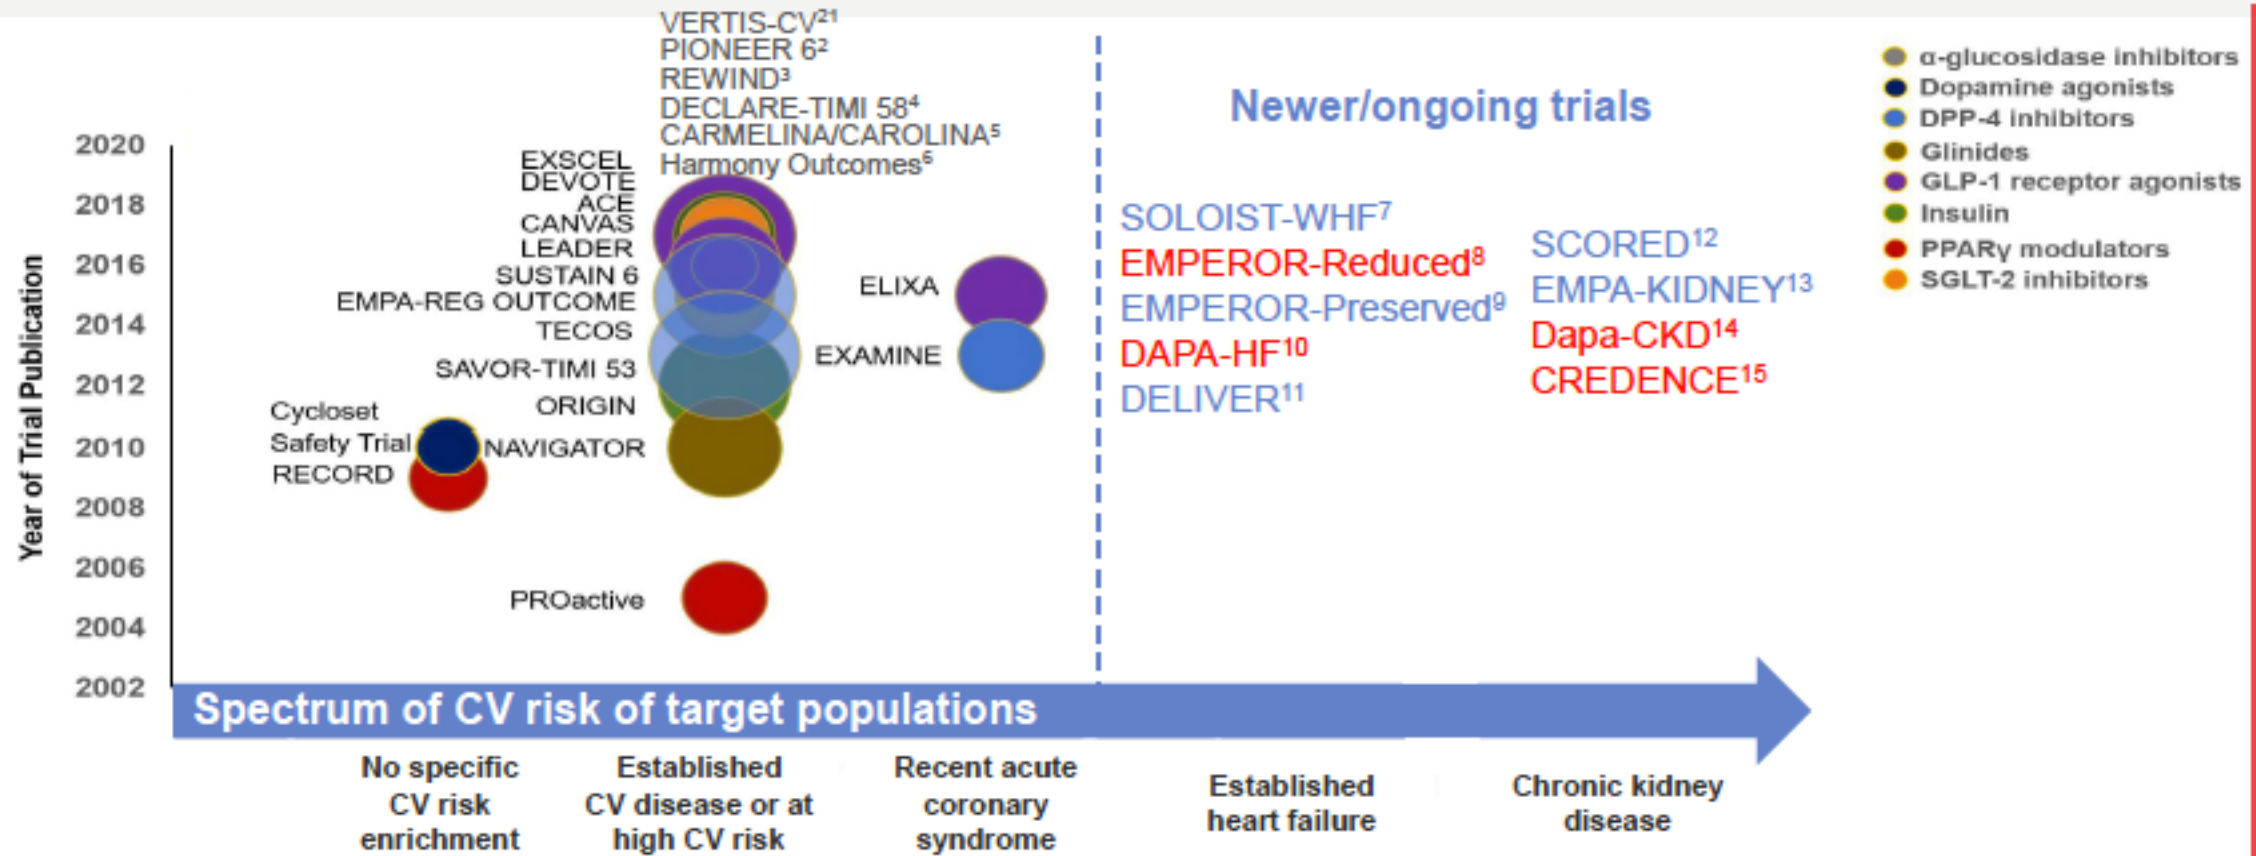 VERTIS-CV²¹
PIONEER 6²
REWIND³
DECLARE-TIMI 58⁴
CARMELINA/CAROLINA⁵
Harmony Outcomes⁶
EXSCEL
DEVOTE
ACE
CANVAS
LEADER
SUSTAIN 6
EMPA-REG OUTCOME
TECOS
SAVOR-TIMI 53
ORIGIN
NAVIGATOR
Cycloset
Safety Trial
RECORD
PROactive
ELIXA
EXAMINE
Newer/ongoing trials
SOLOIST-WHF⁷
EMPEROR-Reduced⁸
EMPEROR-Preserved⁹
DAPA-HF¹⁰
DELIVER¹¹
SCORED¹²
EMPA-KIDNEY¹³
Dapa-CKD¹⁴
CREDENCE¹⁵
α-glucosidase inhibitors
Dopamine agonists
DPP-4 inhibitors
Glinides
GLP-1 receptor agonists
Insulin
PPARγ modulators
SGLT-2 inhibitors
Year of Trial Publication
2020
2018
2016
2014
2012
2010
2008
2006
2004
2002
Spectrum of CV risk of target populations
No specific
CV risk
enrichment
Established
CV disease or at
high CV risk
Recent acute
coronary
syndrome
Established
heart failure
Chronic kidney
disease